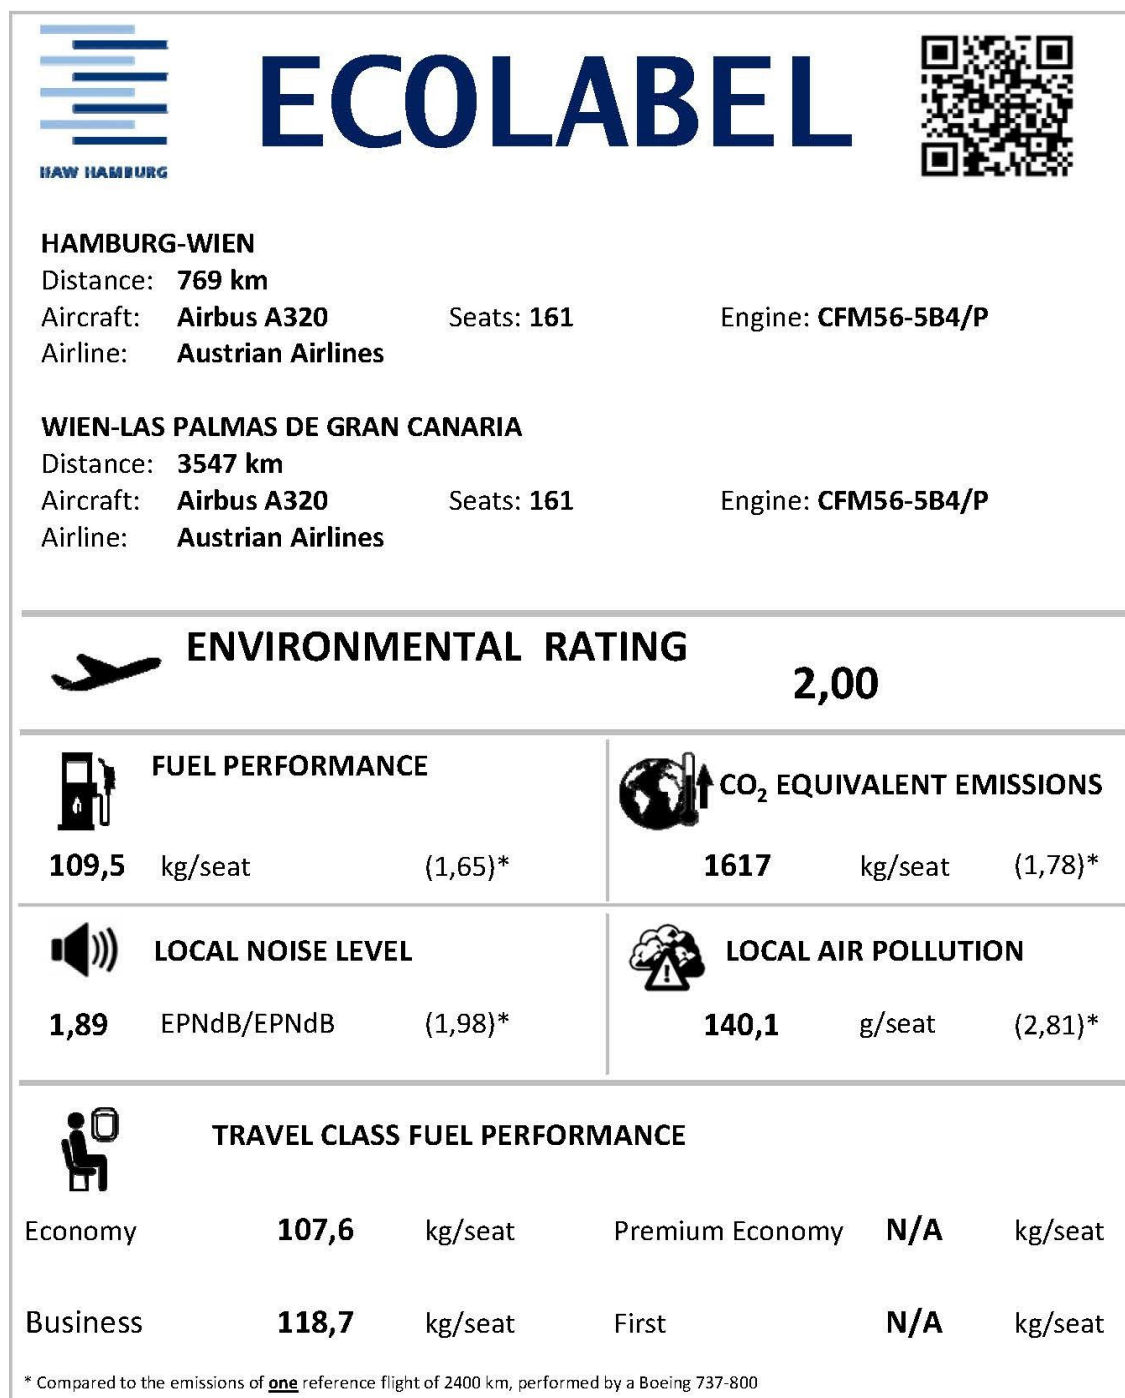 ECOLABEL
HAW HAMBURG
HAMBURG-WIEN
Distance: 769 km
Aircraft: Airbus A320 Seats: 161 Engine: CFM56-5B4/P
Airline: Austrian Airlines
WIEN-LAS PALMAS DE GRAN CANARIA
Distance: 3547 km
Aircraft: Airbus A320 Seats: 161 Engine: CFM56-5B4/P
Airline: Austrian Airlines
ENVIRONMENTAL RATING
2,00
FUEL PERFORMANCE
109,5 kg/seat (1,65)*
CO₂ EQUIVALENT EMISSIONS
1617 kg/seat (1,78)*
LOCAL NOISE LEVEL
1,89 EPNdB/EPNdB (1,98)*
LOCAL AIR POLLUTION
140,1 g/seat (2,81)*
TRAVEL CLASS FUEL PERFORMANCE
Economy 107,6 kg/seat Premium Economy N/A kg/seat
Business 118,7 kg/seat First N/A kg/seat
* Compared to the emissions of one reference flight of 2400 km, performed by a Boeing 737-800